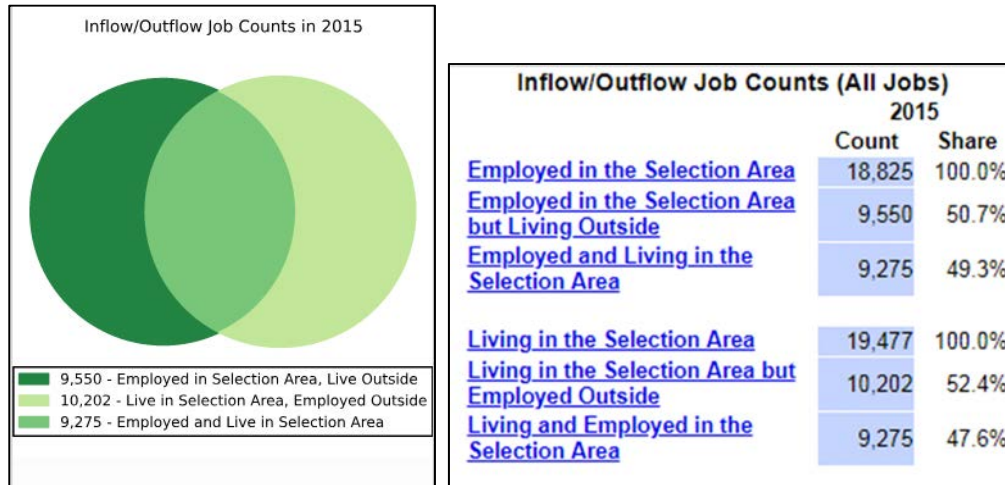 Inflow/Outflow Job Counts in 2015
9,550 - Employed in Selection Area, Live Outside
10,202 - Live in Selection Area, Employed Outside
9,275 - Employed and Live in Selection Area
Inflow/Outflow Job Counts (All Jobs)
2015
Count Share
Employed in the Selection Area 18,825 100.0%
Employed in the Selection Area
but Living Outside 9,550 50.7%
Employed and Living in the
Selection Area 9,275 49.3%
Living in the Selection Area 19,477 100.0%
Living in the Selection Area but
Employed Outside 10,202 52.4%
Living and Employed in the
Selection Area 9,275 47.6%